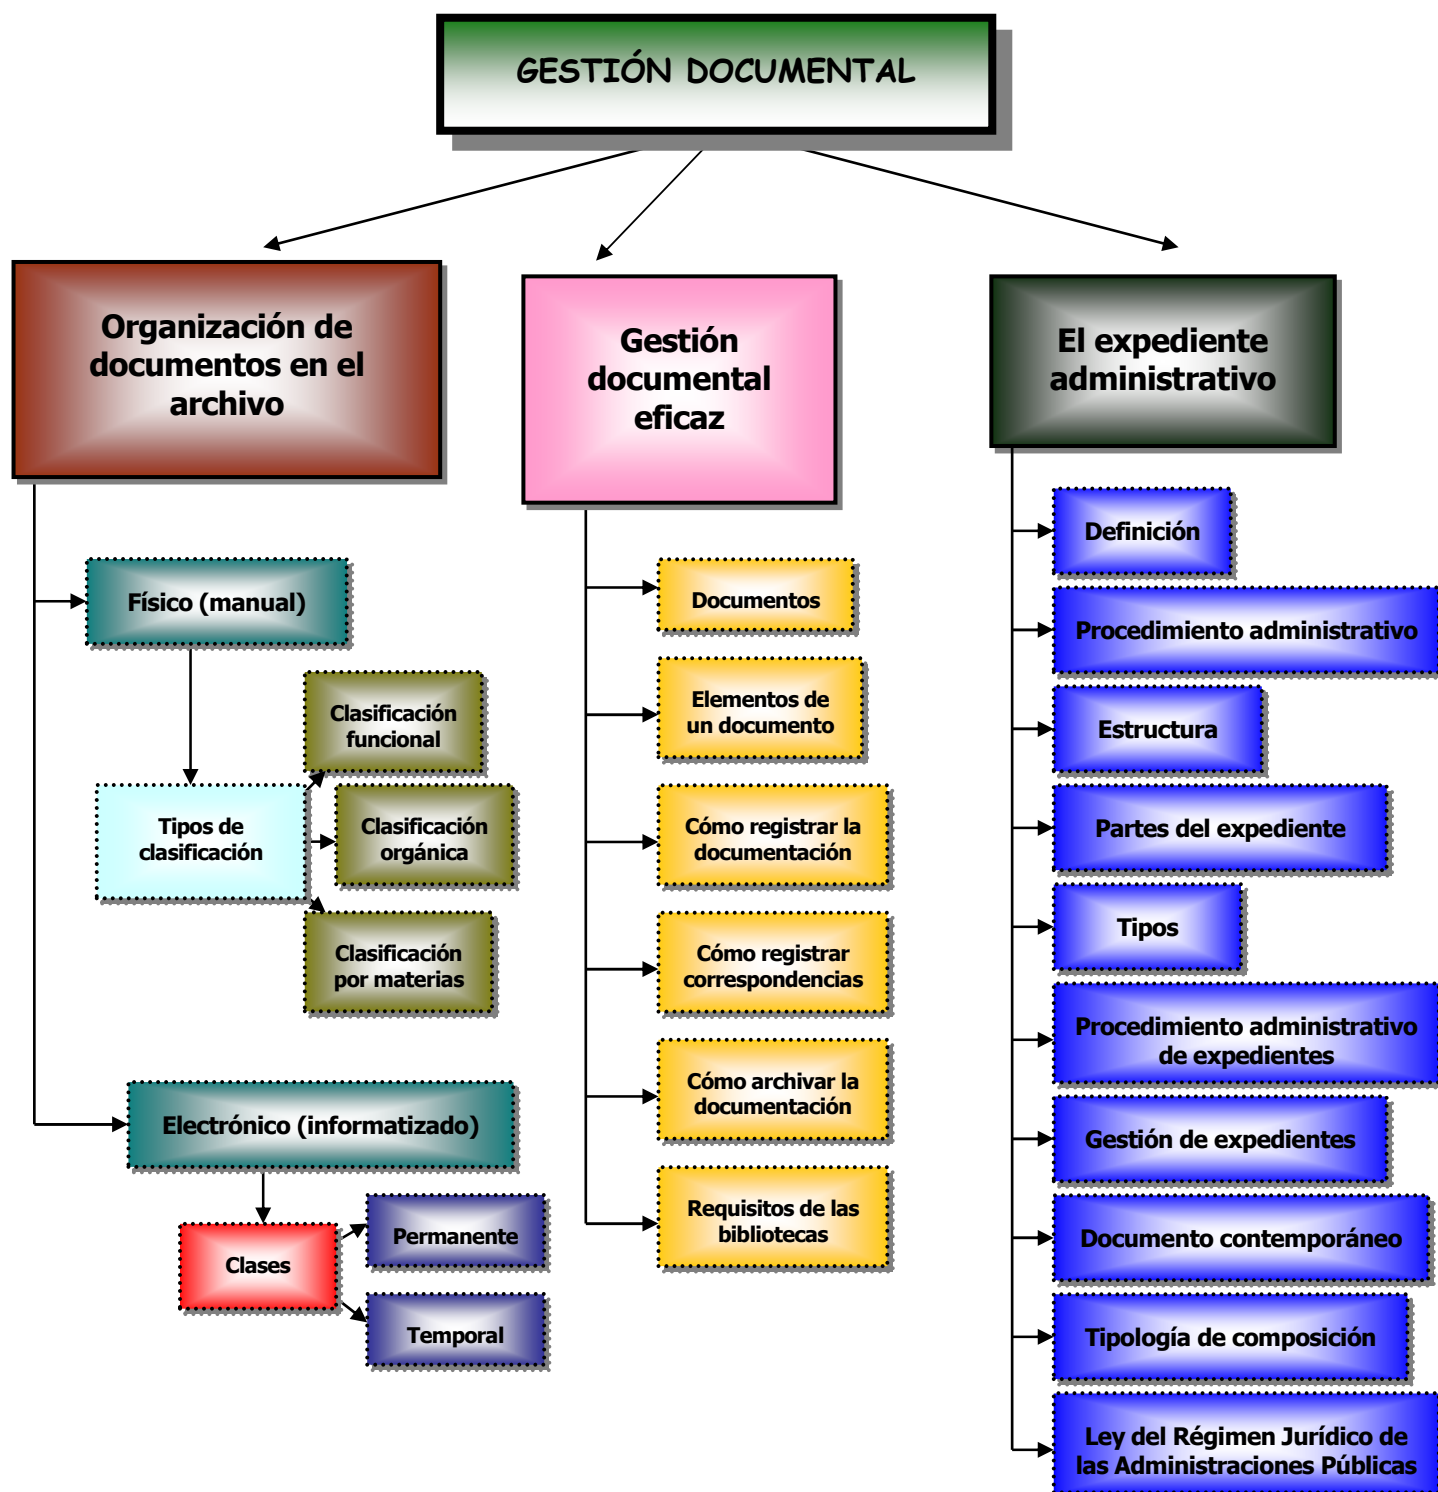 GESTIÓN DOCUMENTAL
Organización de
documentos en el
archivo
Físico (manual)
Tipos de
clasificación
Clasificación
funcional
Clasificación
orgánica
Clasificación
por materias
Electrónico (informatizado)
Clases
Permanente
Temporal
Gestión
documental
eficaz
Documentos
Elementos de
un documento
Cómo registrar la
documentación
Cómo registrar
correspondencias
Cómo archivar la
documentación
Requisitos de las
bibliotecas
El expediente
administrativo
Definición
Procedimiento administrativo
Estructura
Partes del expediente
Tipos
Procedimiento administrativo
de expedientes
Gestión de expedientes
Documento contemporáneo
Tipología de composición
Ley del Régimen Jurídico de
las Administraciones Públicas